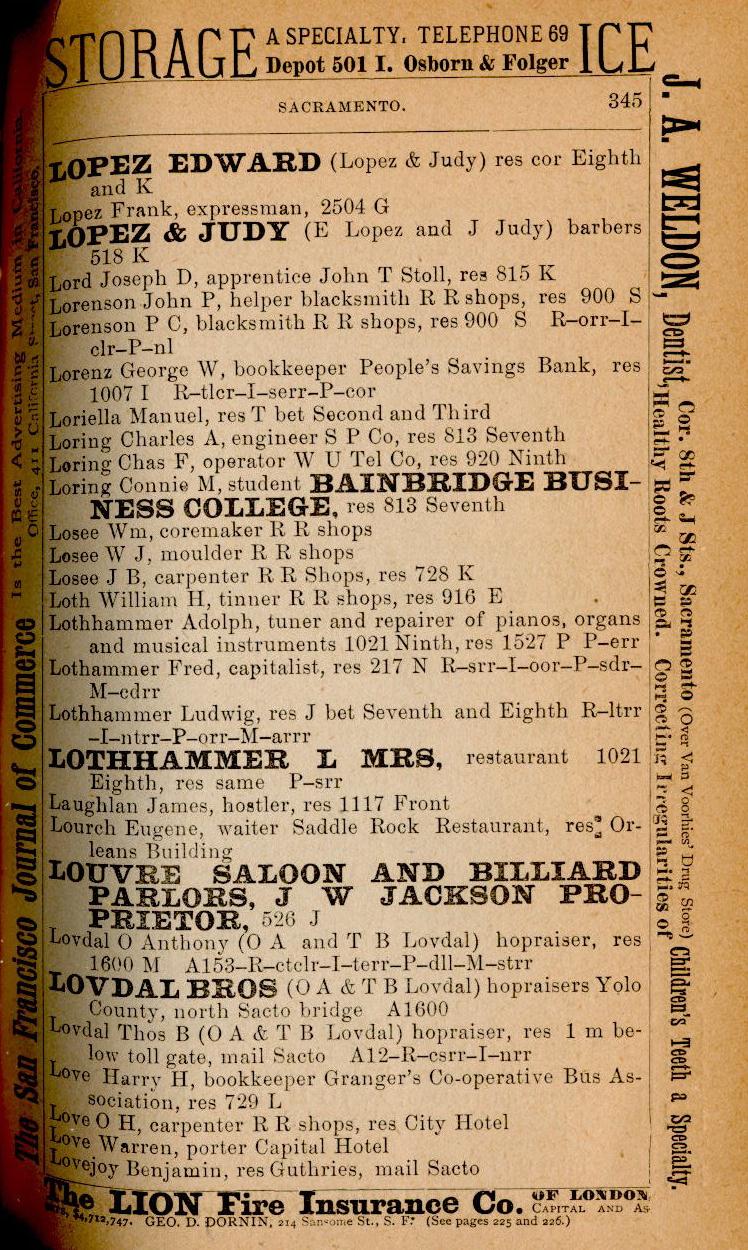 STORAGE A SPECIALTY. TELEPHONE 69 ICE
Depot 501 I. Osborn & Folger
SACRAMENTO. 345
LOPEZ EDWARD (Lopez & Judy) res cor Eighth
and K
Lopez Frank, expressman, 2504 G
LOPEZ & JUDY (E Lopez and J Judy) barbers
518 K
Lord Joseph D, apprentice John T Stoll, res 815 K
Lorenson John P, helper blacksmith R R shops, res 900 S
Lorenson P C, blacksmith R R shops, res 900 S R–orr–I–
clr–P–nl
Lorenz George W, bookkeeper People's Savings Bank, res
1007 I R–tlcr–I–serr–P–cor
Loriella Manuel, res T bet Second and Third
Loring Charles A, engineer S P Co, res 813 Seventh
Loring Chas F, operator W U Tel Co, res 920 Ninth
Loring Connie M, student BAINBRIDGE BUSI-
NESS COLLEGE, res 813 Seventh
Losee Wm, coremaker R R shops
Losee W J, moulder R R shops
Losee J B, carpenter R R Shops, res 728 K
Loth William H, tinner R R shops, res 916 E
Lothhammer Adolph, tuner and repairer of pianos, organs
and musical instruments 1021 Ninth, res 1527 P P–err
Lothammer Fred, capitalist, res 217 N R–srr–I–oor–P–sdr–
M–cdrr
Lothhammer Ludwig, res J bet Seventh and Eighth R–ltrr
–I–ntrr–P–orr–M–arrr
LOTHHAMMER L MRS, restaurant 1021
Eighth, res same P–srr
Laughlan James, hostler, res 1117 Front
Lourch Eugene, waiter Saddle Rock Restaurant, res Or-
leans Building
LOUVRE SALOON AND BILLIARD
PARLORS, J W JACKSON PRO-
PRIETOR, 526 J
Lovdal O Anthony (O A and T B Lovdal) hopraiser, res
1600 M A153–R–ctclr–I–terr–P–dll–M–strr
LOVDAL BROS (O A & T B Lovdal) hopraisers Yolo
County, north Sacto bridge A1600
Lovdal Thos B (O A & T B Lovdal) hopraiser, res 1 m be-
low toll gate, mail Sacto A12–R–csrr–I–nrr
Love Harry H, bookkeeper Granger's Co-operative Bus As-
sociation, res 729 L
Love O H, carpenter R R shops, res City Hotel
Love Warren, porter Capital Hotel
Lovejoy Benjamin, res Guthries, mail Sacto
The LION Fire Insurance Co. OF LONDON
CAPITAL AND AS
$4,712,747. GEO. D. DORNIN, 214 Sansome St., S. F. (See pages 225 and 226.)
The San Francisco Journal of Commerce Is the Best Advertising Medium in California.
Office, 411 California Street, San Francisco.
J. A. WELDON, Dentist, Cor. 8th & J Sts., Sacramento (Over Van Voorhies' Drug Store) Children's Teeth a Specialty.
Healthy Roots Crowned. Correcting Irregularities of